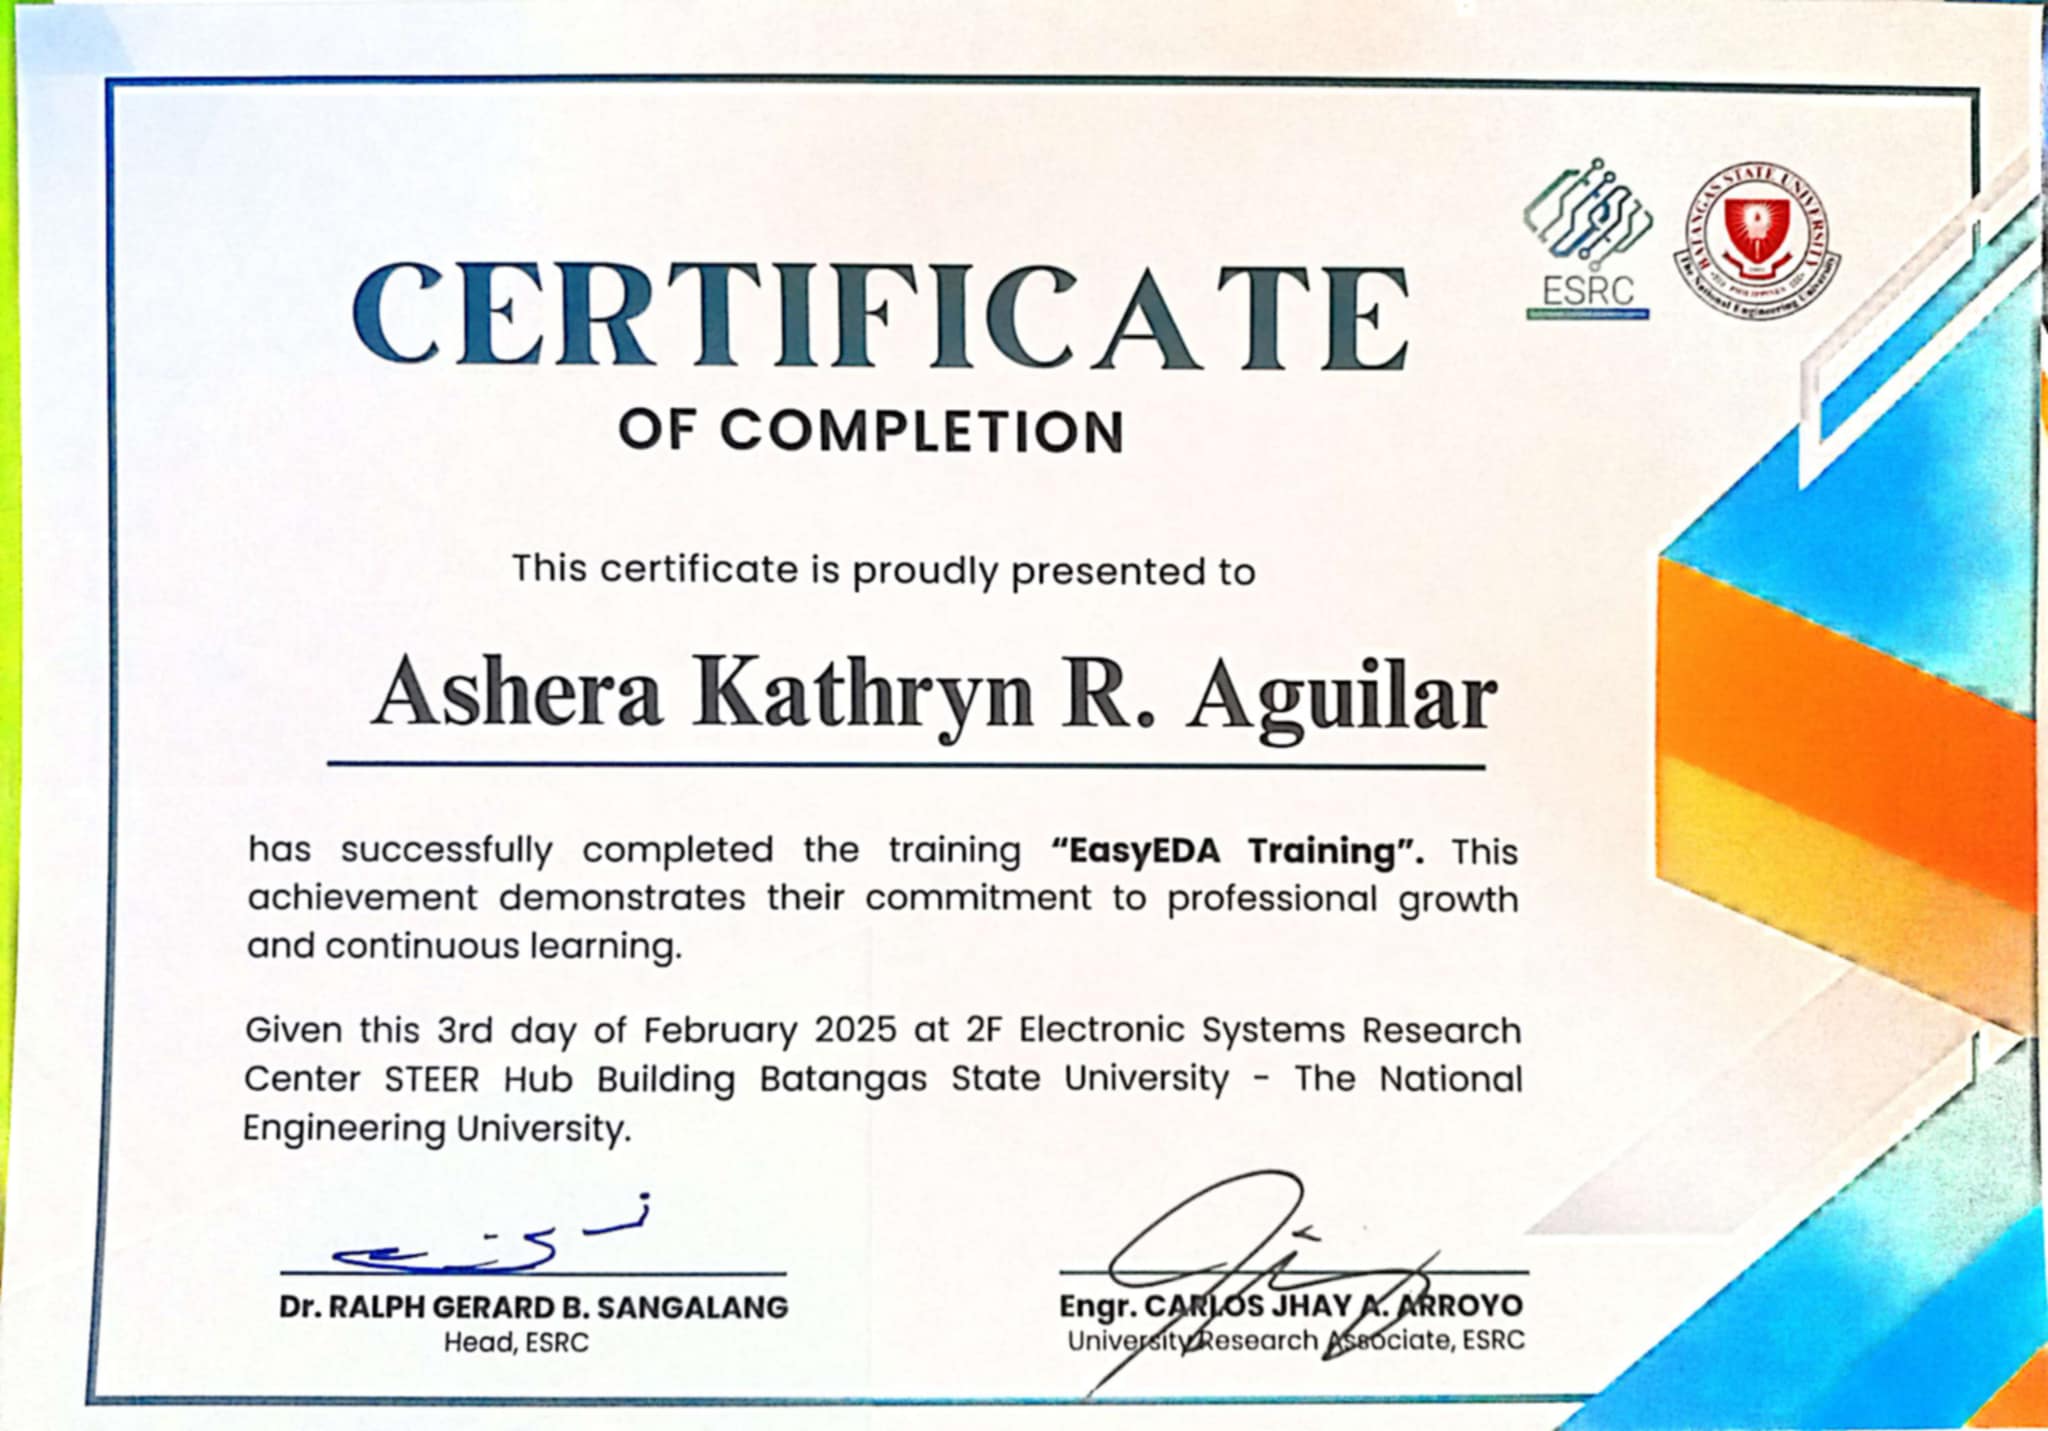 BATANGAS STATE UNIVERSITY
The National Engineering University
ESRC
CERTIFICATE
OF COMPLETION
This certificate is proudly presented to
Ashera Kathryn R. Aguilar
has successfully completed the training “EasyEDA Training”. This
achievement demonstrates their commitment to professional growth
and continuous learning.
Given this 3rd day of February 2025 at 2F Electronic Systems Research
Center STEER Hub Building Batangas State University - The National
Engineering University.
Dr. RALPH GERARD B. SANGALANG
Head, ESRC
Engr. CARLOS JHAY A. ARROYO
University Research Associate, ESRC